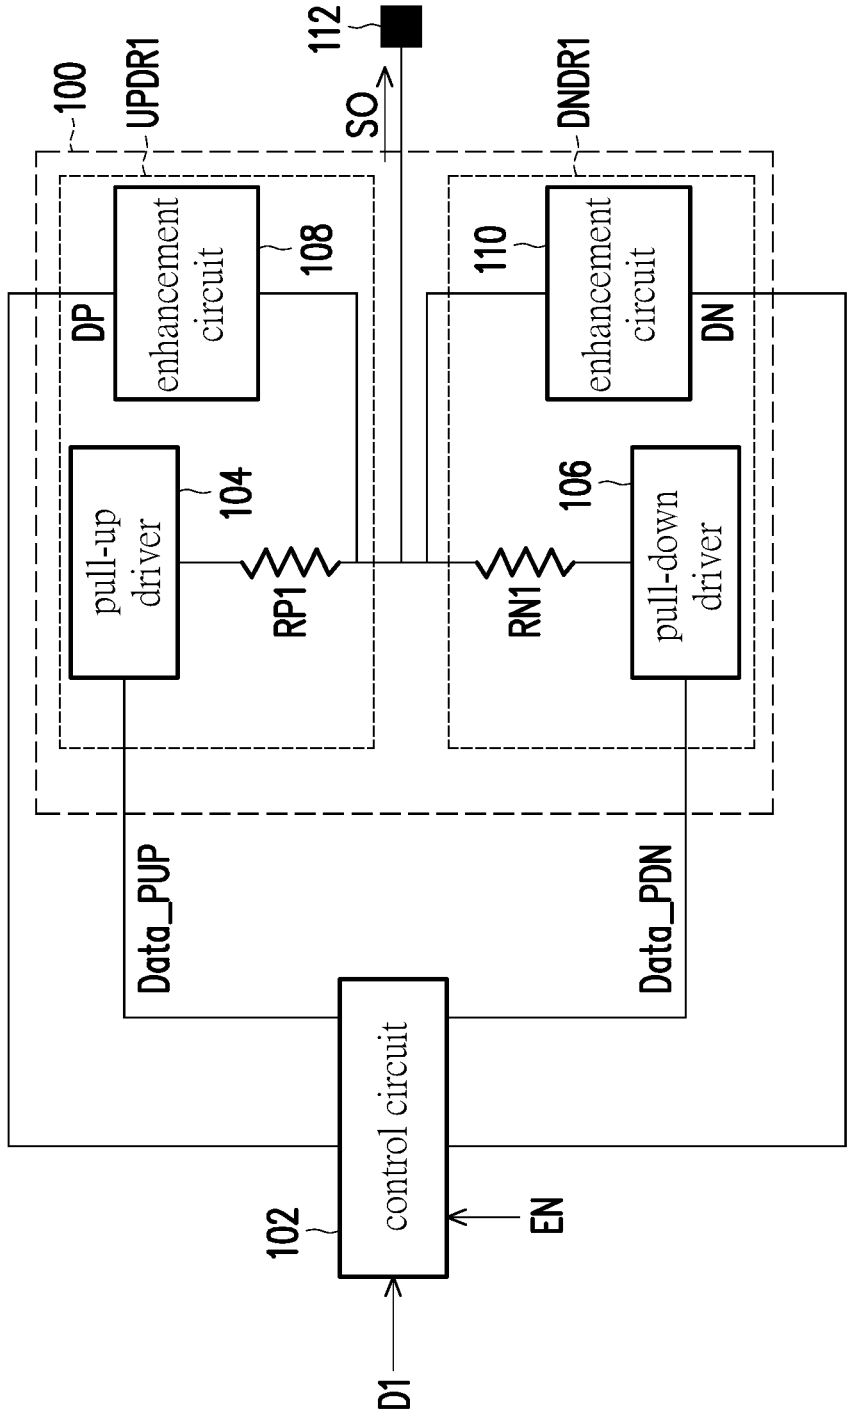 100
UPDR1
DP
enhancement
circuit
108
pull-up
driver
104
RP1
SO
112
DNDR1
110
enhancement
circuit
DN
106
pull-down
driver
RN1
Data_PUP
Data_PDN
102
control circuit
EN
D1